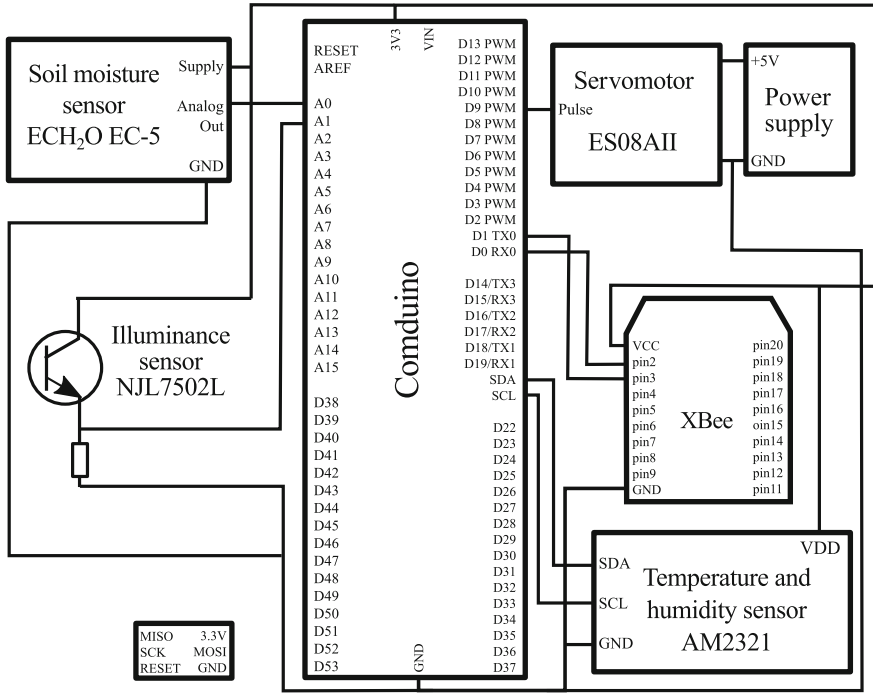 Soil moisture
sensor
ECH₂O EC-5
Supply
Analog
Out
GND
Illuminance
sensor
NJL7502L
MISO 3.3V
SCK MOSI
RESET GND
3V3
VIN
RESET
AREF
A0
A1
A2
A3
A4
A5
A6
A7
A8
A9
A10
A11
A12
A13
A14
A15
D38
D39
D40
D41
D42
D43
D44
D45
D46
D47
D48
D49
D50
D51
D52
D53
Comduino
GND
D13 PWM
D12 PWM
D11 PWM
D10 PWM
D9 PWM
D8 PWM
D7 PWM
D6 PWM
D5 PWM
D4 PWM
D3 PWM
D2 PWM
D1 TX0
D0 RX0
D14/TX3
D15/RX3
D16/TX2
D17/RX2
D18/TX1
D19/RX1
SDA
SCL
D22
D23
D24
D25
D26
D27
D28
D29
D30
D31
D32
D33
D34
D35
D36
D37
Servomotor
Pulse
ES08AII
+5V
Power
supply
GND
VCC
pin2
pin3
pin4
pin5
pin6
pin7
pin8
pin9
GND
XBee
pin20
pin19
pin18
pin17
pin16
oin15
pin14
pin13
pin12
pin11
VDD
SDA
SCL
GND
Temperature and
humidity sensor
AM2321